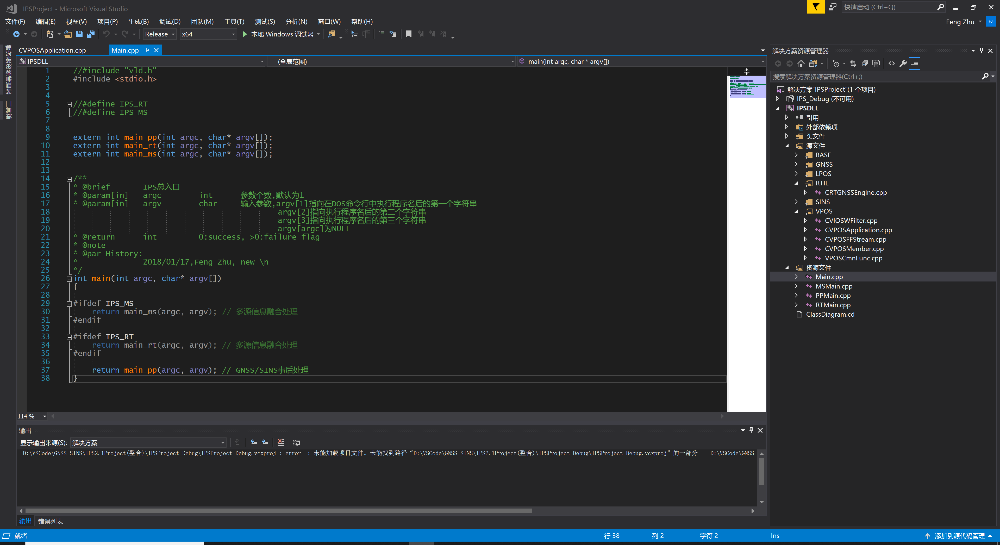 IPSProject - Microsoft Visual Studio
快速启动 (Ctrl+Q)
文件(F) 编辑(E) 视图(V) 项目(P) 生成(B) 调试(D) 团队(M) 工具(T) 测试(S) 分析(N) 窗口(W) 帮助(H)
Feng Zhu FZ
Release x64 本地 Windows 调试器
服务器资源管理器
工具箱
CVPOSApplication.cpp Main.cpp
IPSDLL (全局范围) main(int argc, char * argv[])
1 //#include "vld.h"
2 #include <stdio.h>
3
4
5 //#define IPS_RT
6 //#define IPS_MS
7
8
9 extern int main_pp(int argc, char* argv[]);
10 extern int main_rt(int argc, char* argv[]);
11 extern int main_ms(int argc, char* argv[]);
12
13
14 /**
15 * @brief IPS总入口
16 * @param[in] argc int 参数个数,默认为1
17 * @param[in] argv char 输入参数,argv[1]指向在DOS命令行中执行程序名后的第一个字符串
18 argv[2]指向执行程序名后的第二个字符串
19 argv[3]指向执行程序名后的第三个字符串
20 argv[argc]为NULL
21 * @return int 0:success, >0:failure flag
22 * @note
23 * @par History:
24 * 2018/01/17,Feng Zhu, new \n
25 */
26 int main(int argc, char* argv[])
27 {
28
29 #ifdef IPS_MS
30 return main_ms(argc, argv); // 多源信息融合处理
31 #endif
32
33 #ifdef IPS_RT
34 return main_rt(argc, argv); // 多源信息融合处理
35 #endif
36
37 return main_pp(argc, argv); // GNSS/SINS事后处理
38 }
114 %
输出
显示输出来源(S): 解决方案
D:\VSCode\GNSS_SINS\IPS2.1Project(整合)\IPSProject_Debug\IPSProject_Debug.vcxproj : error : 未能加载项目文件。未能找到路径“D:\VSCode\GNSS_SINS\IPS2.1Project(整合)\IPSProject_Debug\IPSProject_Debug.vcxproj”的一部分。 D:\VSCode\GNSS_
输出 错误列表
解决方案资源管理器
搜索解决方案资源管理器(Ctrl+;)
解决方案“IPSProject”(1 个项目)
IPS_Debug (不可用)
IPSDLL
引用
外部依赖项
头文件
源文件
BASE
GNSS
LPOS
RTIE
CRTGNSSEngine.cpp
SINS
VPOS
CVIOSWFilter.cpp
CVPOSApplication.cpp
CVPOSFFStream.cpp
CVPOSMember.cpp
VPOSCmnFunc.cpp
资源文件
Main.cpp
MSMain.cpp
PPMain.cpp
RTMain.cpp
ClassDiagram.cd
就绪 行 38 列 2 字符 2 Ins 添加到源代码管理